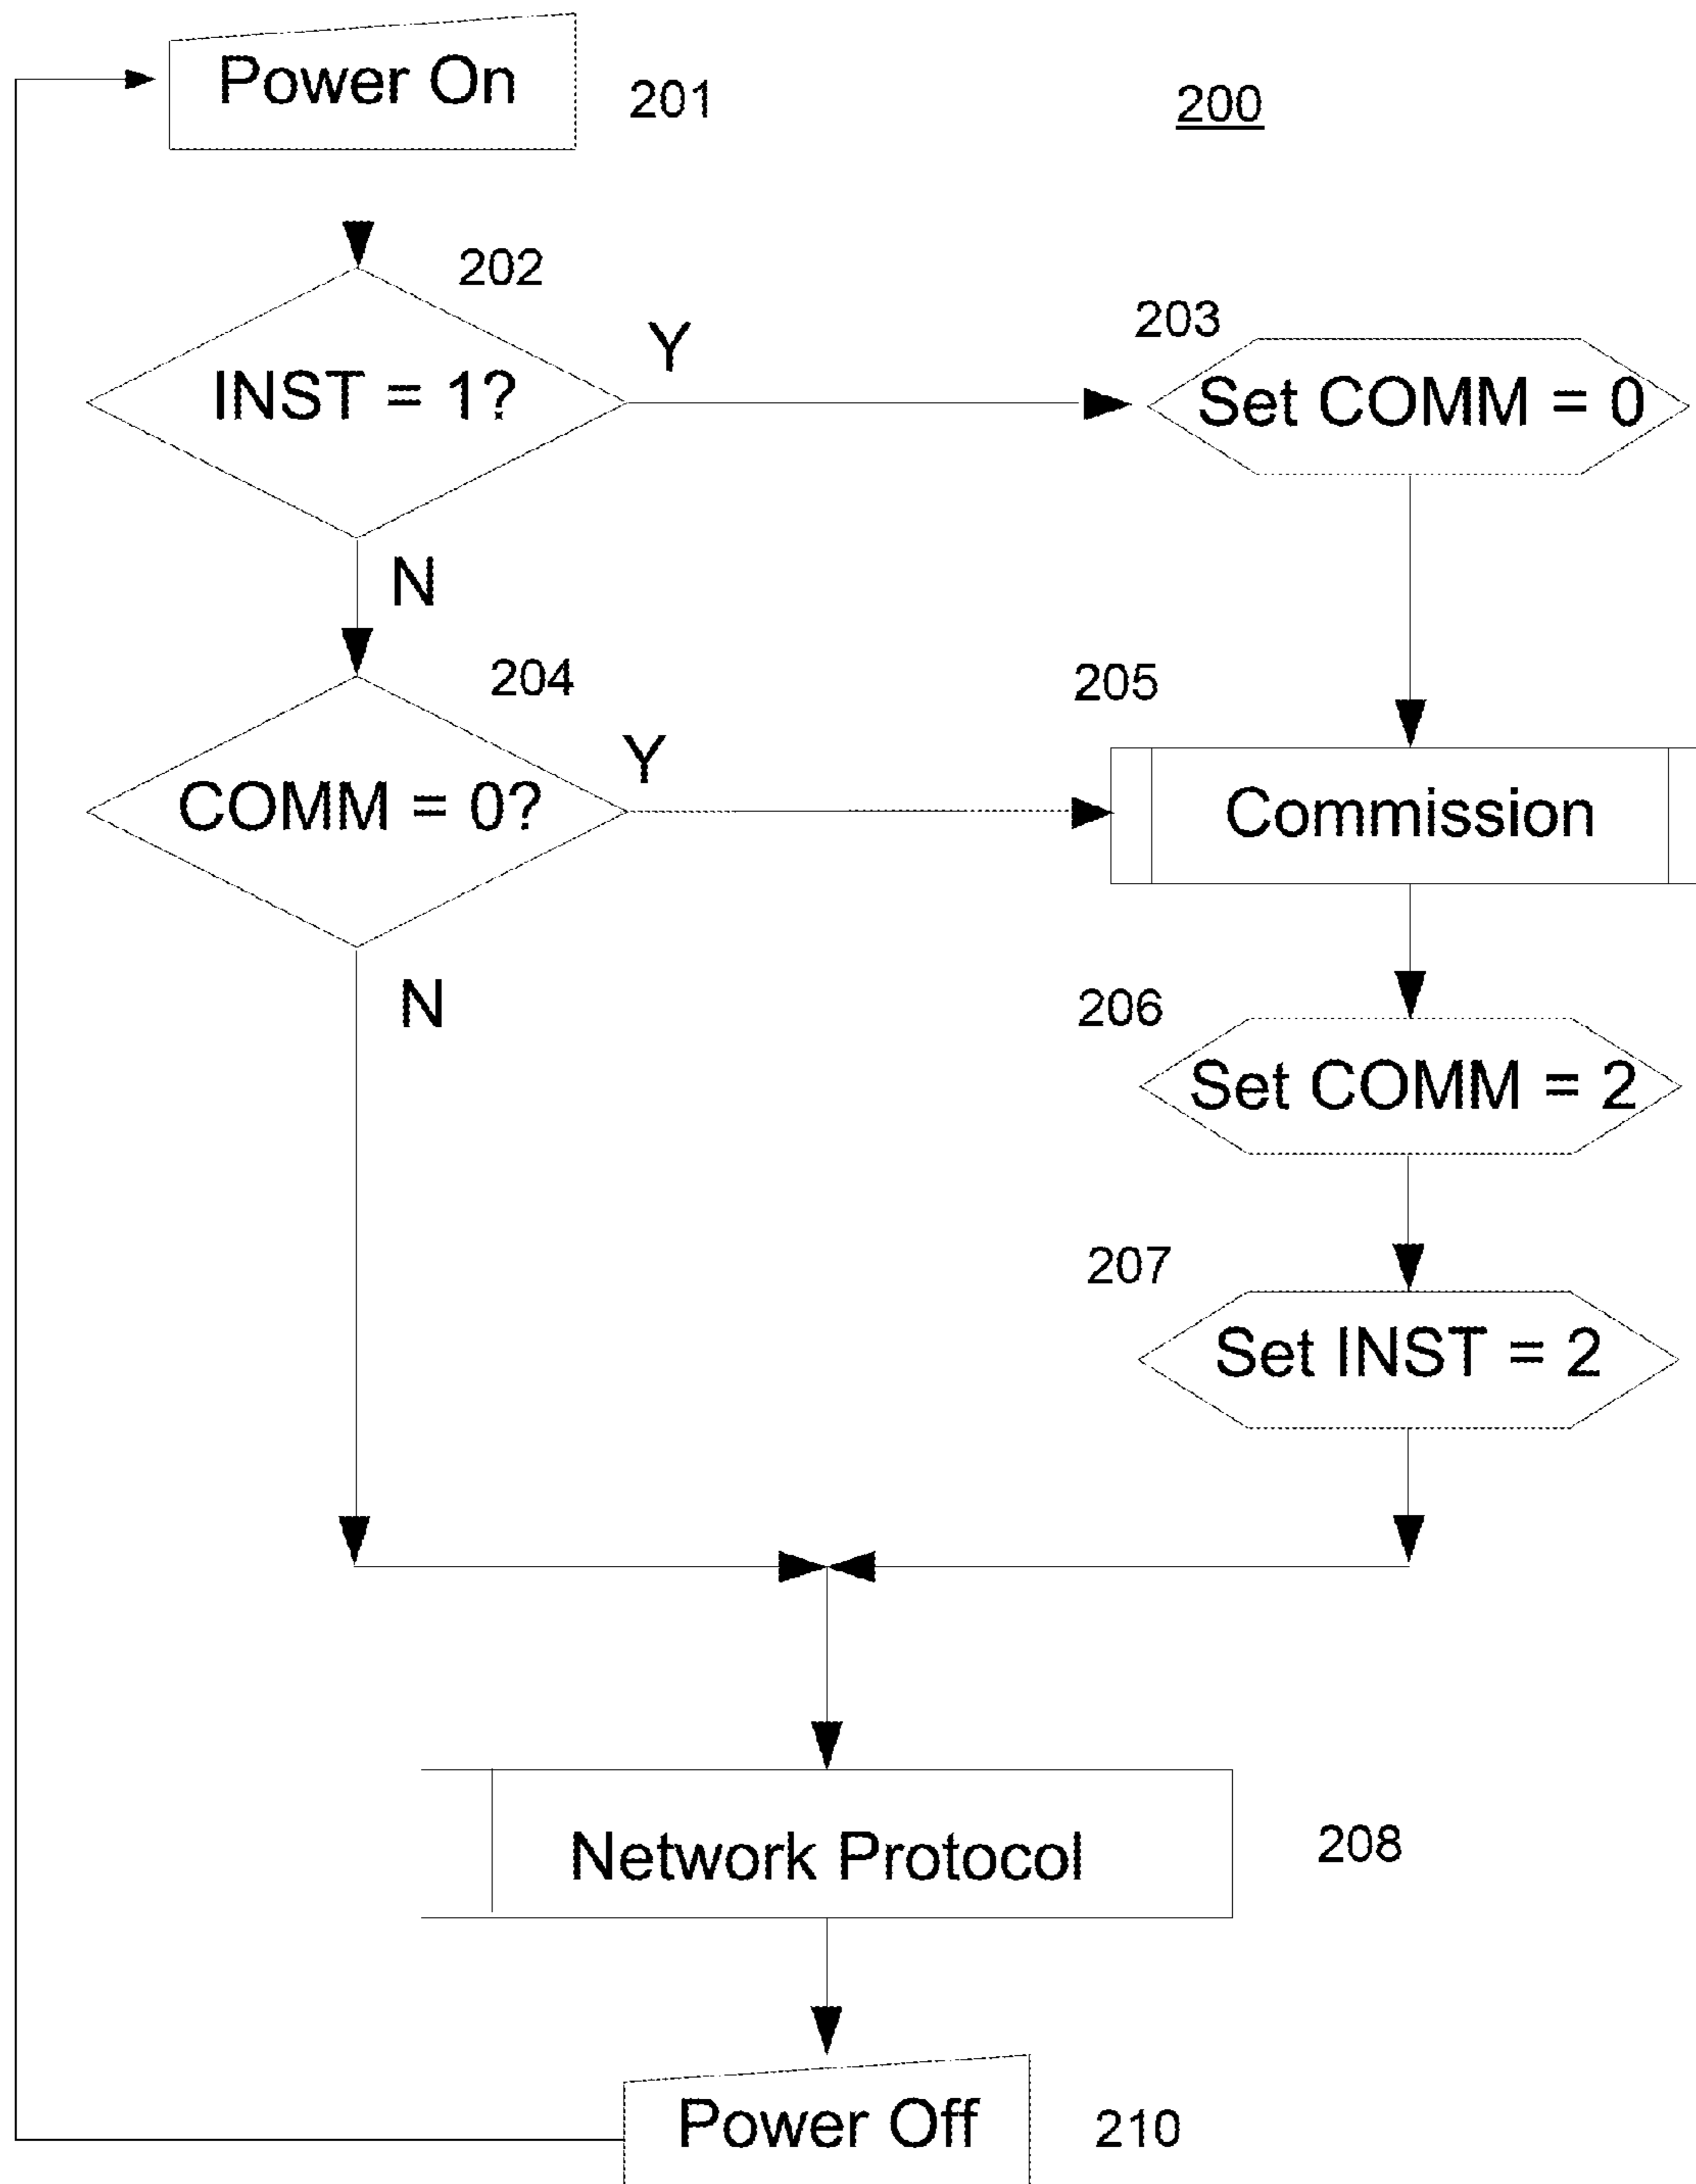 Power On
201
200
202
INST = 1?
Y
203
Set COMM = 0
N
204
COMM = 0?
Y
205
Commission
N
206
Set COMM = 2
207
Set INST = 2
Network Protocol
208
Power Off
210